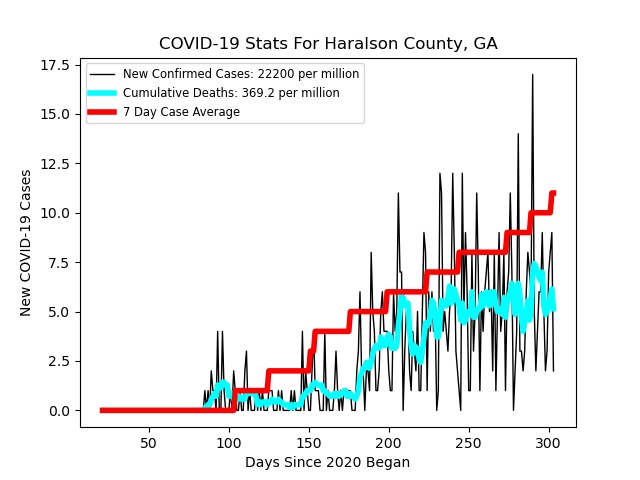 COVID-19 Stats For Haralson County, GA
17.5
15.0
12.5
10.0
7.5
5.0
2.5
0.0
New COVID-19 Cases
New Confirmed Cases: 22200 per million
Cumulative Deaths: 369.2 per million
7 Day Case Average
50 100 150 200 250 300
Days Since 2020 Began